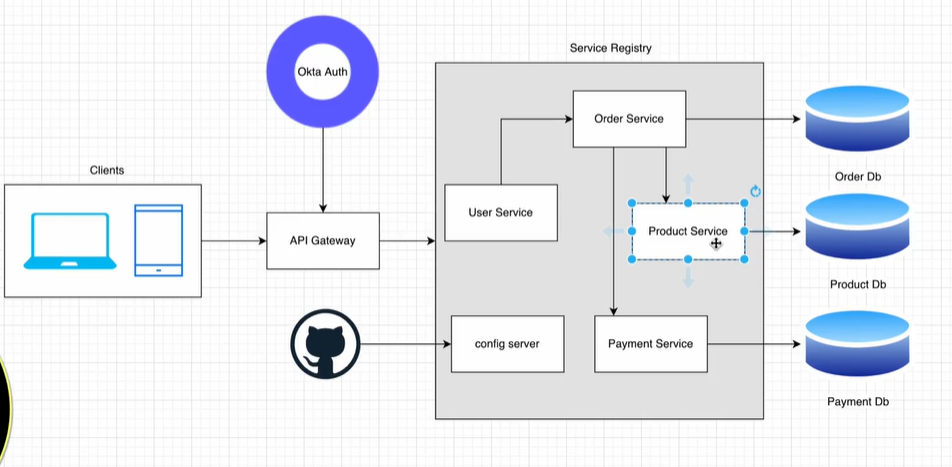 Okta Auth
Service Registry
Order Service
Clients
Order Db
User Service
Product Service
API Gateway
Product Db
config server
Payment Service
Payment Db